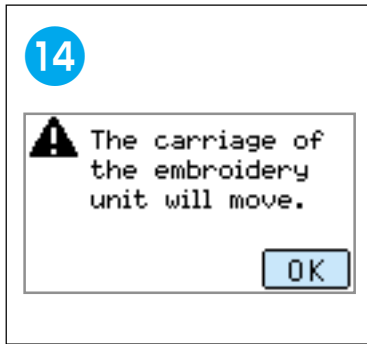 14
The carriage of
the embroidery
unit will move.
OK